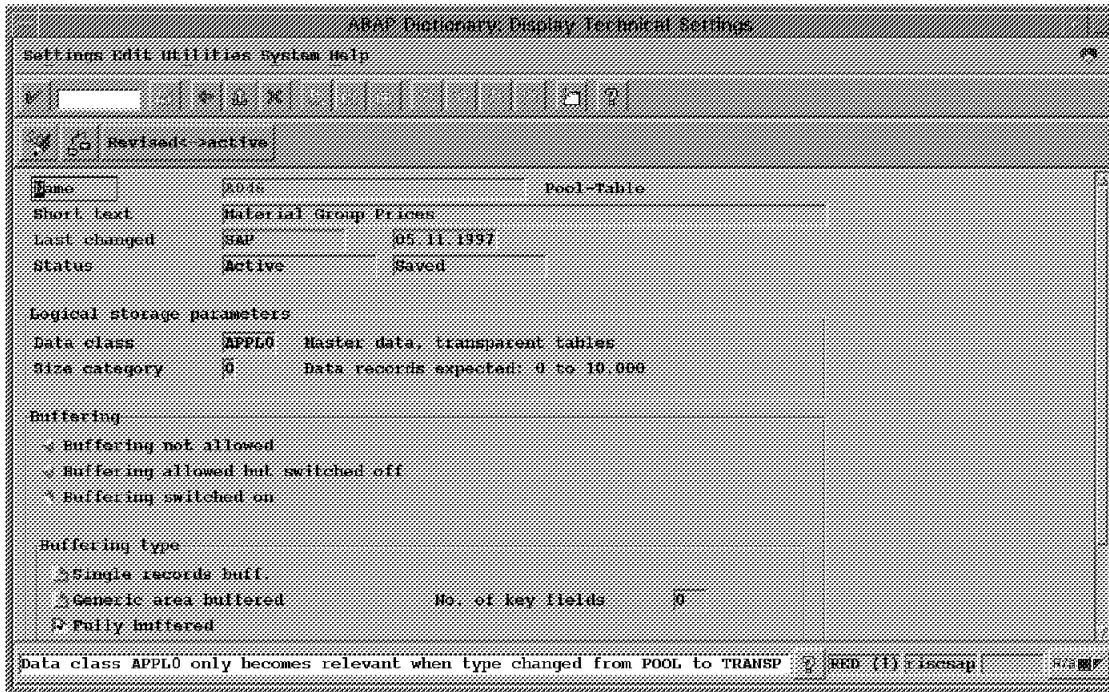 ABAP Dictionary: Display Technical Settings
Settings Edit Utilities System Help
Revised<->active
Name A046 Pool-Table
Short text Material Group Prices
Last changed SAP 05.11.1997
Status Active Saved
Logical storage parameters
Data class APPL0 Master data, transparent tables
Size category 0 Data records expected: 0 to 10.000
Buffering
Buffering not allowed
Buffering allowed but switched off
Buffering switched on
Buffering type
Single records buff.
Generic area buffered No. of key fields 0
Fully buffered
Data class APPL0 only becomes relevant when type changed from POOL to TRANSP RED (1) riscsap